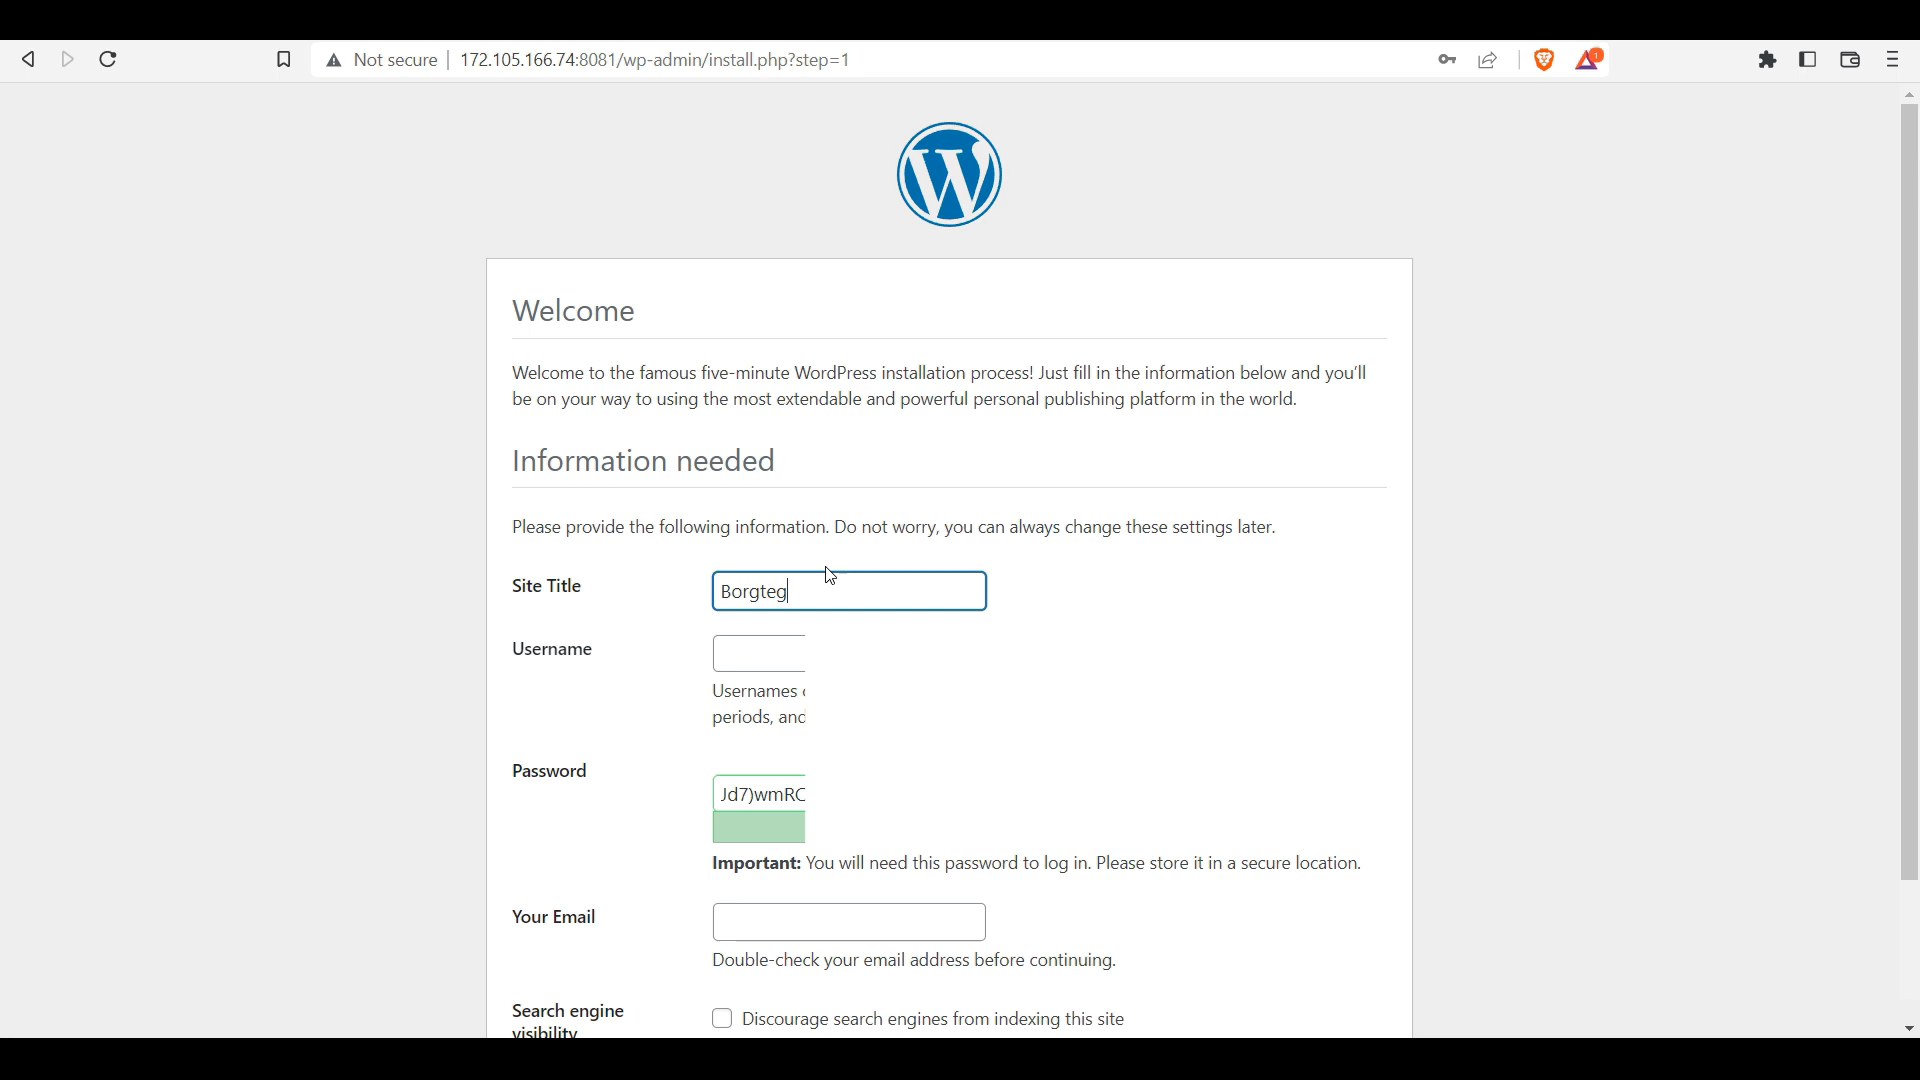 Not secure 172.105.166.74:8081/wp-admin/install.php?step=1
Welcome
Welcome to the famous five-minute WordPress installation process! Just fill in the information below and you'll
be on your way to using the most extendable and powerful personal publishing platform in the world.
Information needed
Please provide the following information. Do not worry, you can always change these settings later.
Site Title
Borgteg
Username
Usernames
periods, and
Password
Jd7)wmRC
Important: You will need this password to log in. Please store it in a secure location.
Your Email
Double-check your email address before continuing.
Search engine
visibility
Discourage search engines from indexing this site